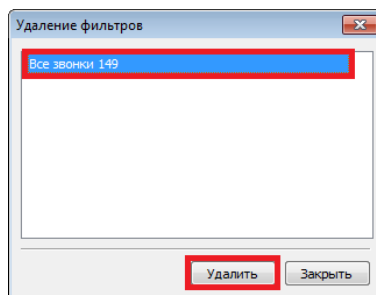 Удаление фильтров
Все звонки 149
Удалить Закрыть